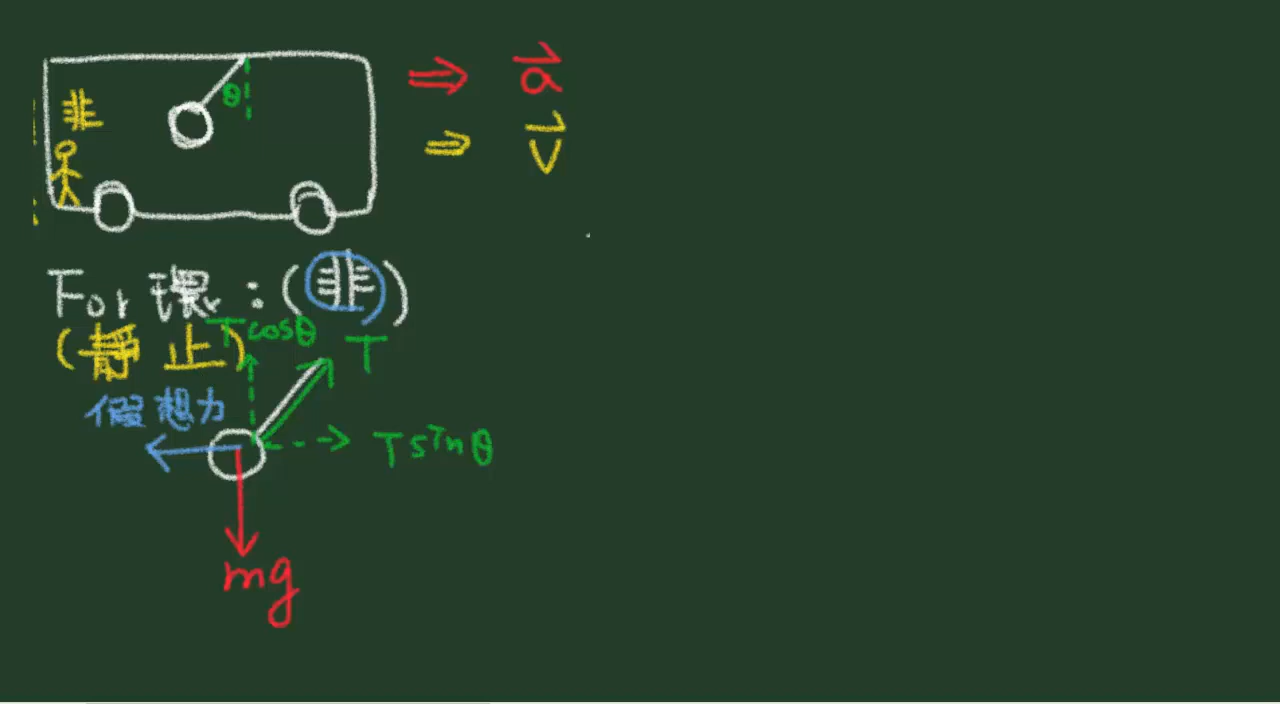 θ
⇒ a⃗
非
⇒ v⃗
For 環:(非)
(靜止)
Tcosθ
T
假想力
Tsinθ
mg